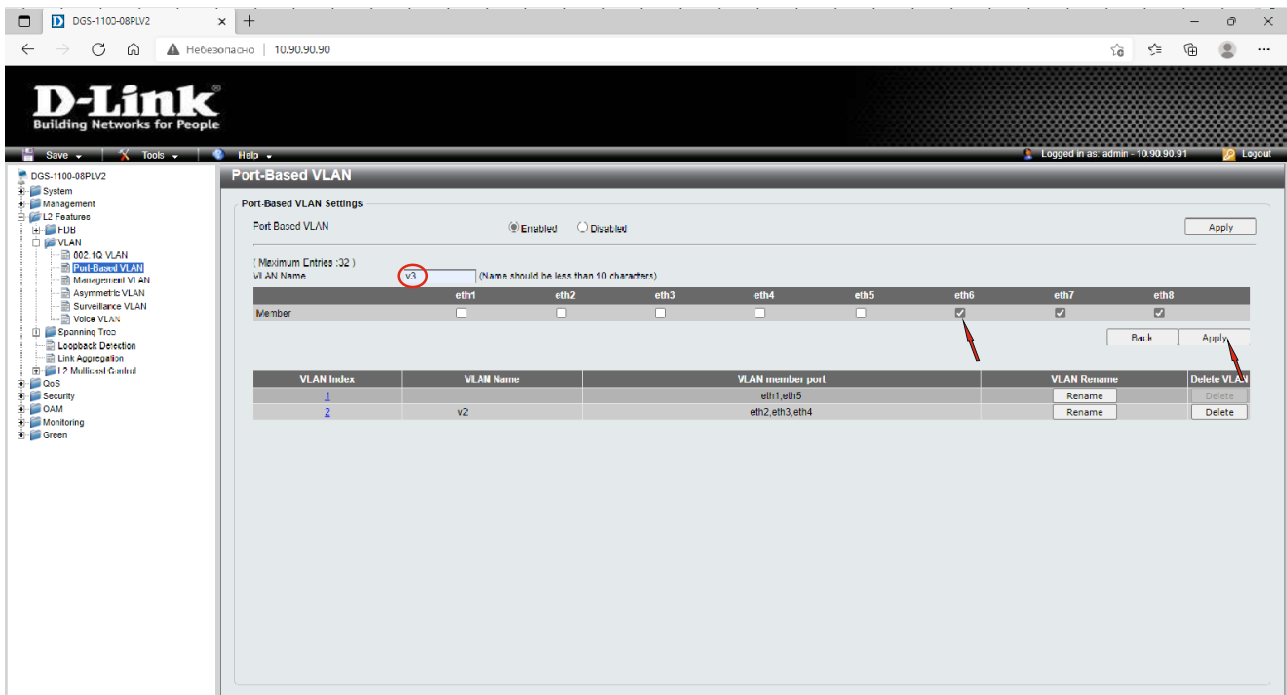 DGS-1100-08PLV2
Небезопасно | 10.90.90.90
D-Link
Building Networks for People
Save Tools Help Logged in as: admin - 10.90.90.91 Logout
DGS-1100-08PLV2
System
Management
L2 Features
FDB
VLAN
802.1Q VLAN
Port-Based VLAN
Management VLAN
Asymmetric VLAN
Surveillance VLAN
Voice VLAN
Spanning Tree
Loopback Detection
Link Aggregation
L2 Multicast Control
QoS
Security
OAM
Monitoring
Green
Port-Based VLAN
Port-Based VLAN Settings
Port Based VLAN Enabled Disabled Apply
( Maximum Entries :32 )
VLAN Name v3 (Name should be less than 10 characters)
eth1 eth2 eth3 eth4 eth5 eth6 eth7 eth8
Member
Back Apply
VLAN Index VLAN Name VLAN member port VLAN Rename Delete VLAN
1 eth1,eth5 Rename Delete
2 v2 eth2,eth3,eth4 Rename Delete